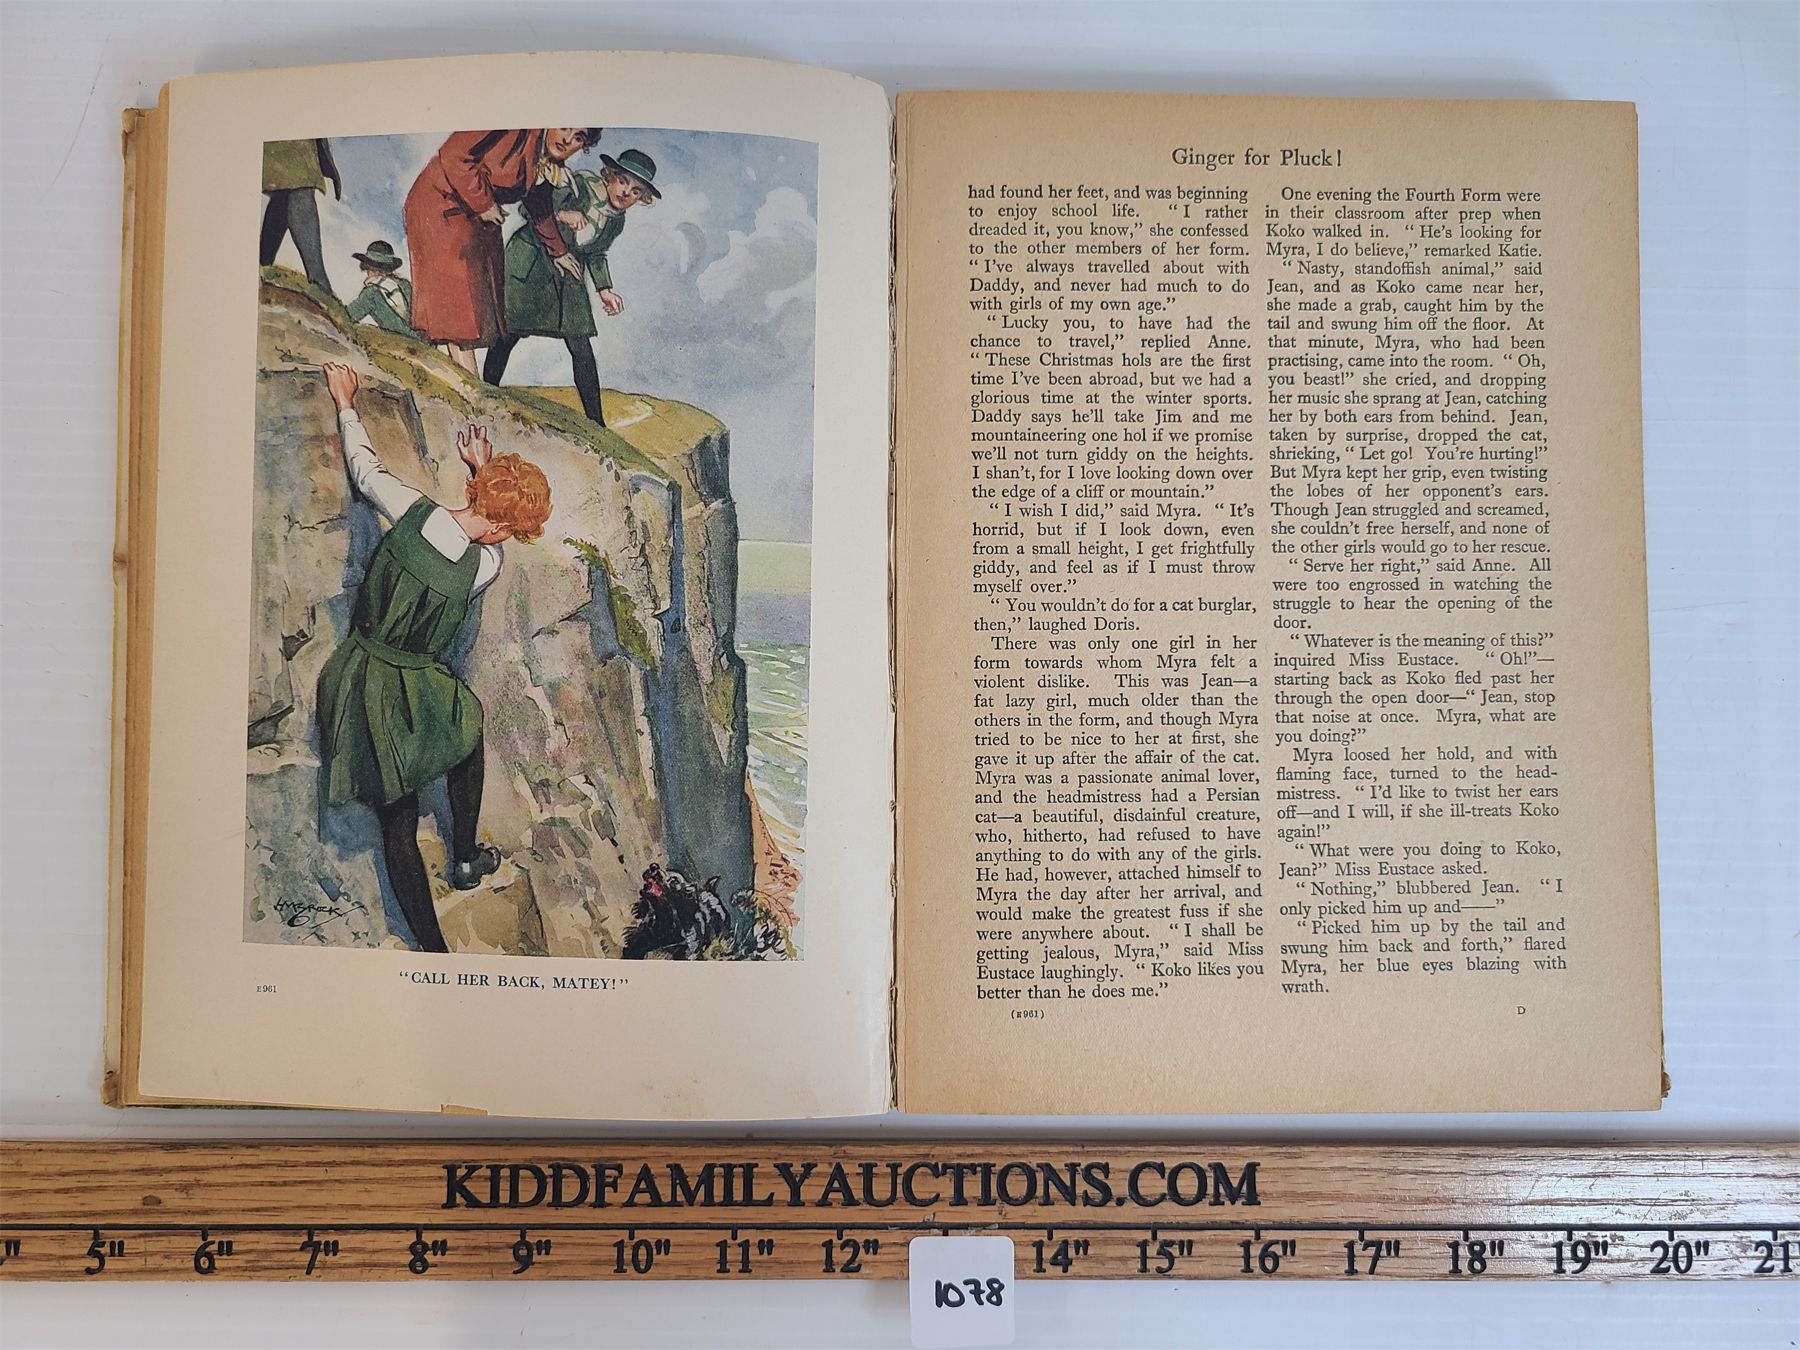 HMBROCK
"CALL HER BACK, MATEY!"
E961
Ginger for Pluck!
had found her feet, and was beginning
to enjoy school life. "I rather
dreaded it, you know," she confessed
to the other members of her form.
"I've always travelled about with
Daddy, and never had much to do
with girls of my own age."
"Lucky you, to have had the
chance to travel," replied Anne.
"These Christmas hols are the first
time I've been abroad, but we had a
glorious time at the winter sports.
Daddy says he'll take Jim and me
mountaineering one hol if we promise
we'll not turn giddy on the heights.
I shan't, for I love looking down over
the edge of a cliff or mountain."
"I wish I did," said Myra. "It's
horrid, but if I look down, even
from a small height, I get frightfully
giddy, and feel as if I must throw
myself over."
"You wouldn't do for a cat burglar,
then," laughed Doris.
There was only one girl in her
form towards whom Myra felt a
violent dislike. This was Jean—a
fat lazy girl, much older than the
others in the form, and though Myra
tried to be nice to her at first, she
gave it up after the affair of the cat.
Myra was a passionate animal lover,
and the headmistress had a Persian
cat—a beautiful, disdainful creature,
who, hitherto, had refused to have
anything to do with any of the girls.
He had, however, attached himself to
Myra the day after her arrival, and
would make the greatest fuss if she
were anywhere about. "I shall be
getting jealous, Myra," said Miss
Eustace laughingly. "Koko likes you
better than he does me."
(E961)
One evening the Fourth Form were
in their classroom after prep when
Koko walked in. "He's looking for
Myra, I do believe," remarked Katie.
"Nasty, standoffish animal," said
Jean, and as Koko came near her,
she made a grab, caught him by the
tail and swung him off the floor. At
that minute, Myra, who had been
practising, came into the room. "Oh,
you beast!" she cried, and dropping
her music she sprang at Jean, catching
her by both ears from behind. Jean,
taken by surprise, dropped the cat,
shrieking, "Let go! You're hurting!"
But Myra kept her grip, even twisting
the lobes of her opponent's ears.
Though Jean struggled and screamed,
she couldn't free herself, and none of
the other girls would go to her rescue.
"Serve her right," said Anne. All
were too engrossed in watching the
struggle to hear the opening of the
door.
"Whatever is the meaning of this?"
inquired Miss Eustace. "Oh!"—
starting back as Koko fled past her
through the open door—"Jean, stop
that noise at once. Myra, what are
you doing?"
Myra loosed her hold, and with
flaming face, turned to the head-
mistress. "I'd like to twist her ears
off—and I will, if she ill-treats Koko
again!"
"What were you doing to Koko,
Jean?" Miss Eustace asked.
"Nothing," blubbered Jean. "I
only picked him up and——"
"Picked him up by the tail and
swung him back and forth," flared
Myra, her blue eyes blazing with
wrath.
D
KIDDFAMILYAUCTIONS.COM
5" 6" 7" 8" 9" 10" 11" 12" 14" 15" 16" 17" 18" 19" 20" 21
1078